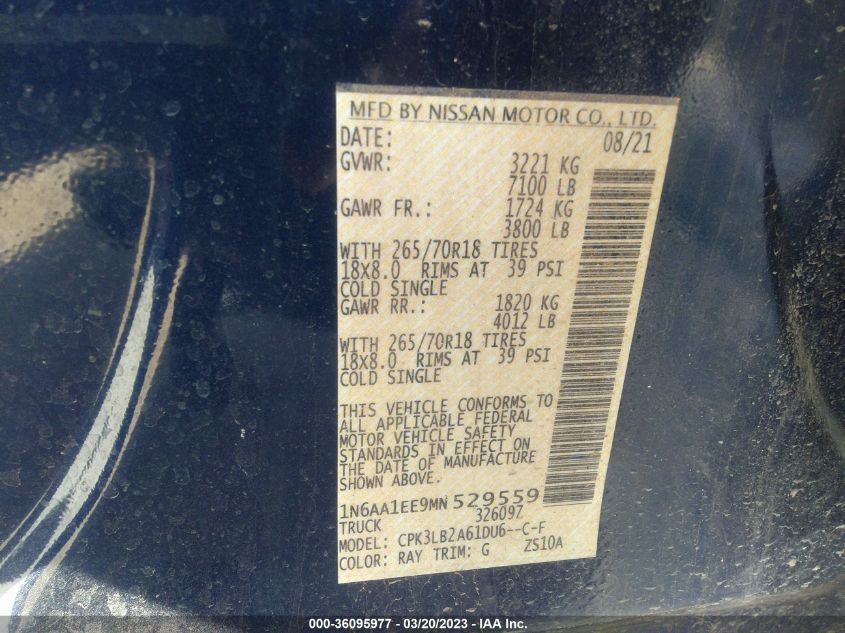 MFD BY NISSAN MOTOR CO., LTD.
DATE: 08/21
GVWR: 3221 KG
7100 LB
GAWR FR.: 1724 KG
3800 LB
WITH 265/70R18 TIRES
18X8.0 RIMS AT 39 PSI
COLD SINGLE
GAWR RR.: 1820 KG
4012 LB
WITH 265/70R18 TIRES
18X8.0 RIMS AT 39 PSI
COLD SINGLE
THIS VEHICLE CONFORMS TO
ALL APPLICABLE FEDERAL
MOTOR VEHICLE SAFETY
STANDARDS IN EFFECT ON
THE DATE OF MANUFACTURE
SHOWN ABOVE.
1N6AA1EE9MN529559
TRUCK 32609Z
MODEL: CPK3LB2A61DU6--C-F
COLOR: RAY TRIM: G ZS10A
000-36095977 - 03/20/2023 - IAA Inc.